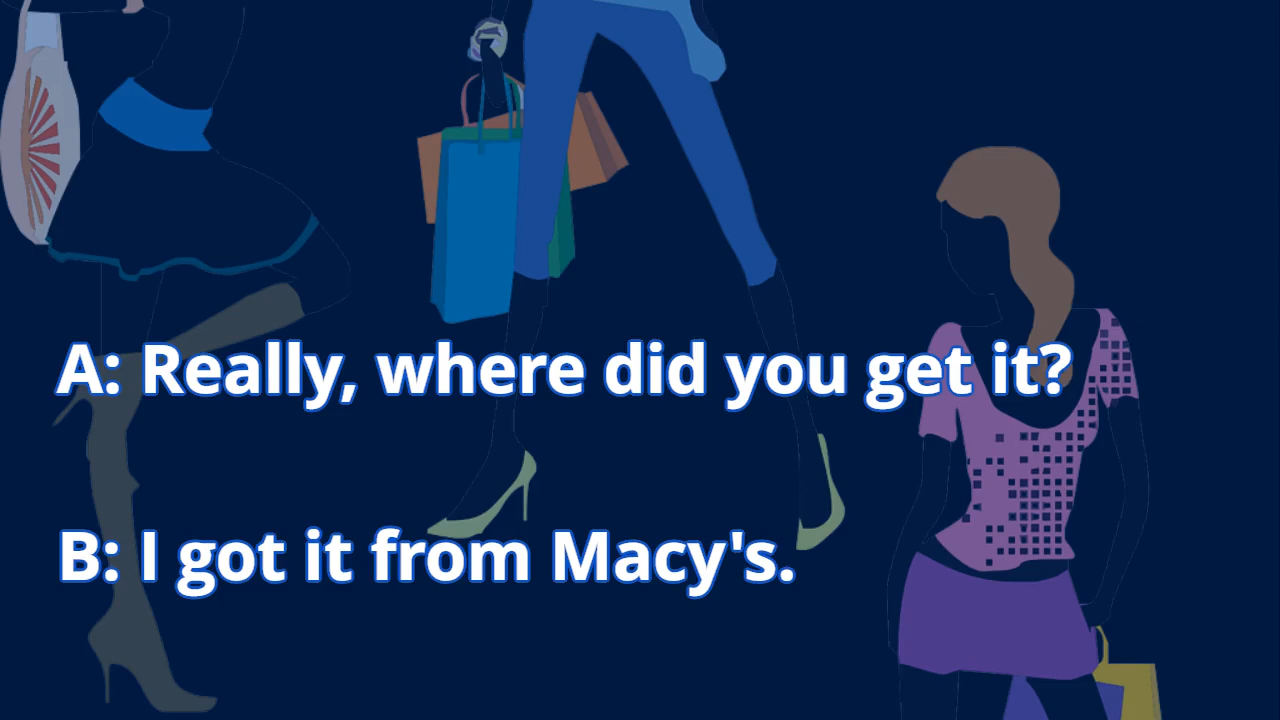 A: Really, where did you get it?
B: I got it from Macy's.